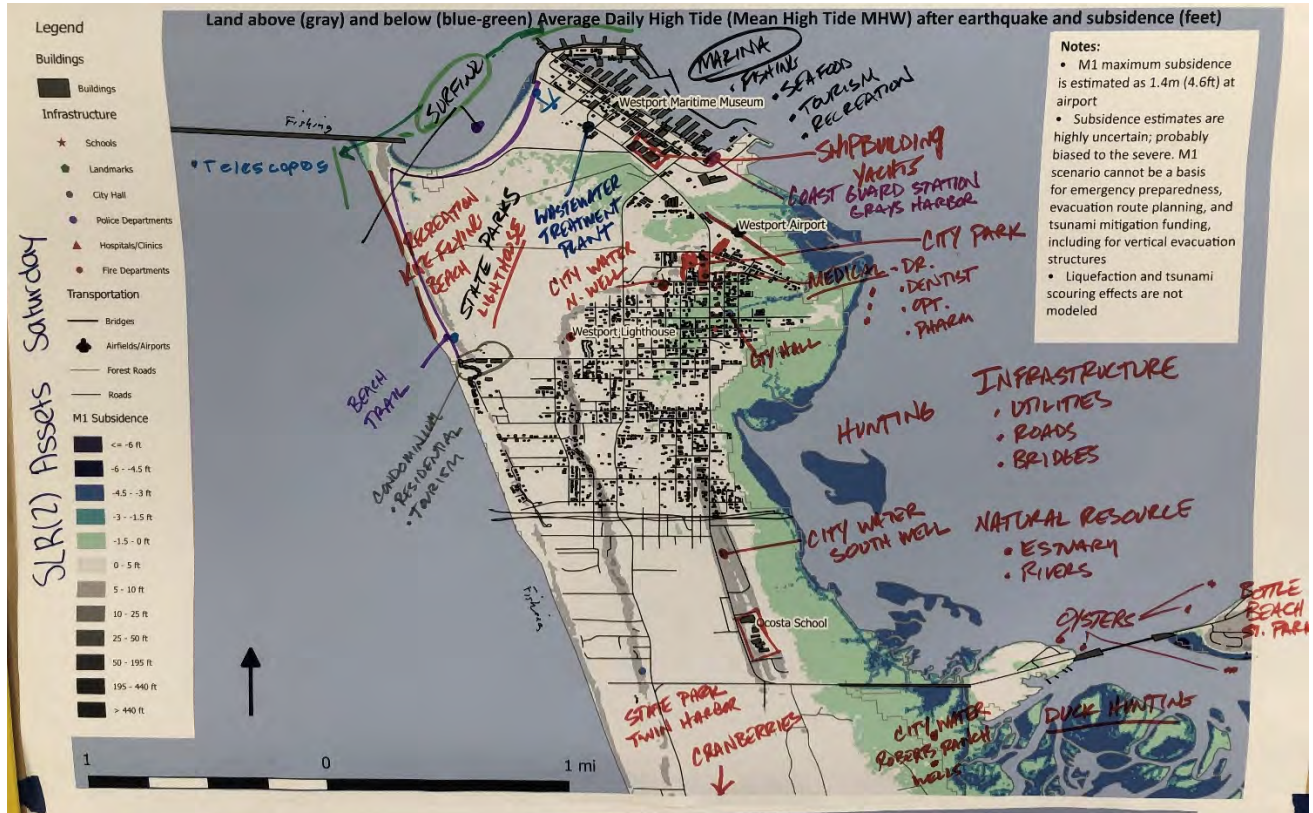 Land above (gray) and below (blue-green) Average Daily High Tide (Mean High Tide MHW) after earthquake and subsidence (feet)
SLR(2) Assets Saturday
Legend
Buildings
Buildings
Infrastructure
Schools
Landmarks
City Hall
Police Departments
Hospitals/Clinics
Fire Departments
Transportation
Bridges
Airfields/Airports
Forest Roads
Roads
M1 Subsidence
<= -6 ft
-6 - -4.5 ft
-4.5 - -3 ft
-3 - -1.5 ft
-1.5 - 0 ft
0 - 5 ft
5 - 10 ft
10 - 25 ft
25 - 50 ft
50 - 195 ft
195 - 440 ft
> 440 ft
1 0 1 mi
Notes:
• M1 maximum subsidence
is estimated as 1.4m (4.6ft) at
airport
• Subsidence estimates are
highly uncertain; probably
biased to the severe. M1
scenario cannot be a basis
for emergency preparedness,
evacuation route planning, and
tsunami mitigation funding,
including for vertical evacuation
structures
• Liquefaction and tsunami
scouring effects are not
modeled
Fishing
SURFING
• Telescopes
MARINA
• FISHING
• SEAFOOD
• TOURISM
• RECREATION
Westport Maritime Museum
SHIPBUILDING
YACHTS
COAST GUARD STATION
GRAYS HARBOR
Westport Airport
CITY PARK
MEDICAL - DR.
• DENTIST
• OPT.
• PHARM
RECREATION
KITE FLYING
BEACH
STATE PARKS
LIGHTHOUSE
WASTEWATER
TREATMENT
PLANT
CITY WATER
N. WELL
Westport Lighthouse
CITY HALL
BEACH
TRAIL
CONDOMINIUM
• RESIDENTIAL
• TOURISM
HUNTING
INFRASTRUCTURE
• UTILITIES
• ROADS
• BRIDGES
CITY WATER
SOUTH WELL
NATURAL RESOURCE
• ESTUARY
• RIVERS
Fishing
Ocosta School
OYSTERS
BOTTLE
BEACH
ST. PARK
STATE PARK
TWIN HARBOR
CRANBERRIES
CITY WATER
ROBERTS RANCH
WELLS
DUCK HUNTING